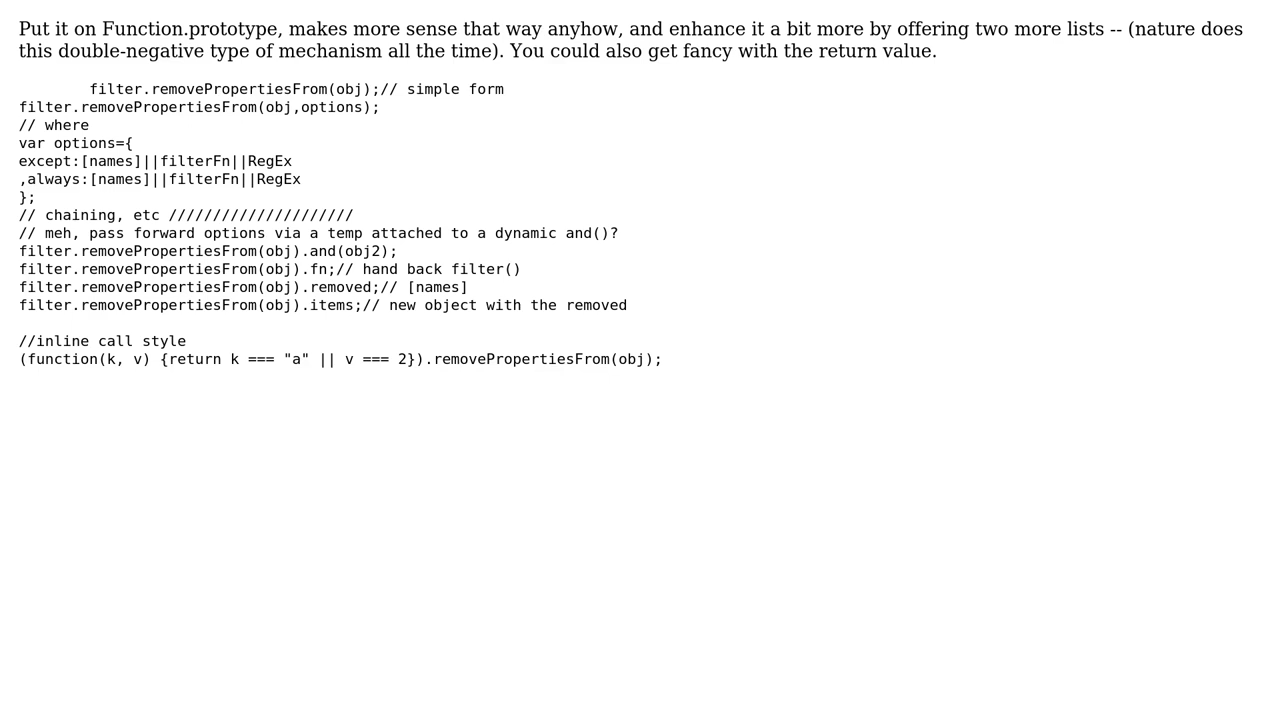 Put it on Function.prototype, makes more sense that way anyhow, and enhance it a bit more by offering two more lists -- (nature does
this double-negative type of mechanism all the time). You could also get fancy with the return value.
        filter.removePropertiesFrom(obj);// simple form
filter.removePropertiesFrom(obj,options);
// where
var options={
except:[names]||filterFn||RegEx
,always:[names]||filterFn||RegEx
};
// chaining, etc /////////////////////
// meh, pass forward options via a temp attached to a dynamic and()?
filter.removePropertiesFrom(obj).and(obj2);
filter.removePropertiesFrom(obj).fn;// hand back filter()
filter.removePropertiesFrom(obj).removed;// [names]
filter.removePropertiesFrom(obj).items;// new object with the removed

//inline call style
(function(k, v) {return k === "a" || v === 2}).removePropertiesFrom(obj);